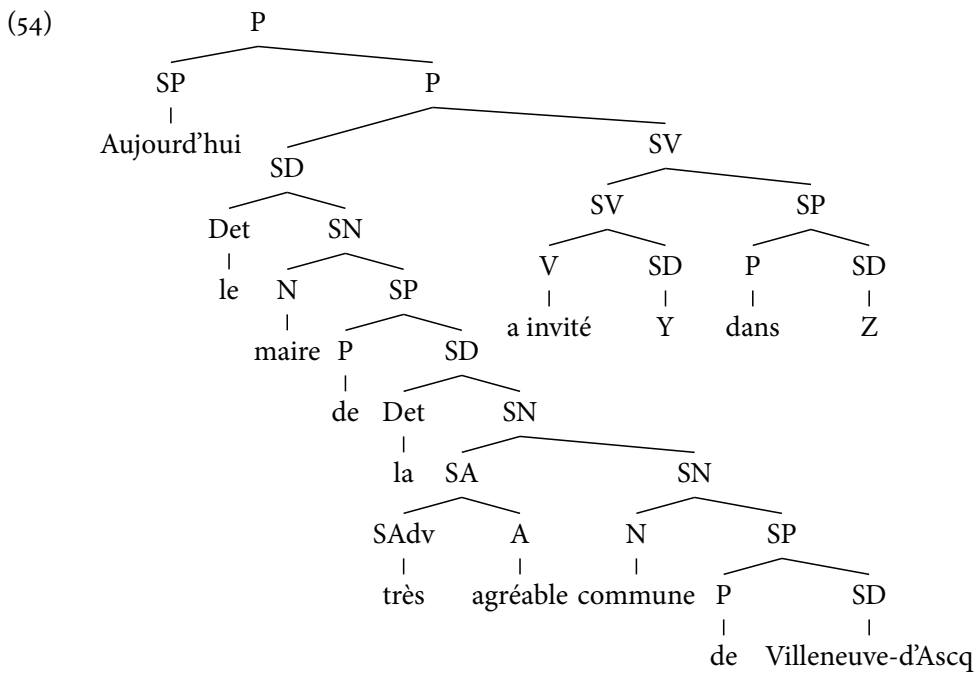 (54) P
SP P
Aujourd'hui
SD SV
Det SN SV SP
le N SP V SD P SD
maire P SD a invité Y dans Z
de Det SN
la SA SN
SAdv A N SP
très agréable commune P SD
de Villeneuve-d'Ascq